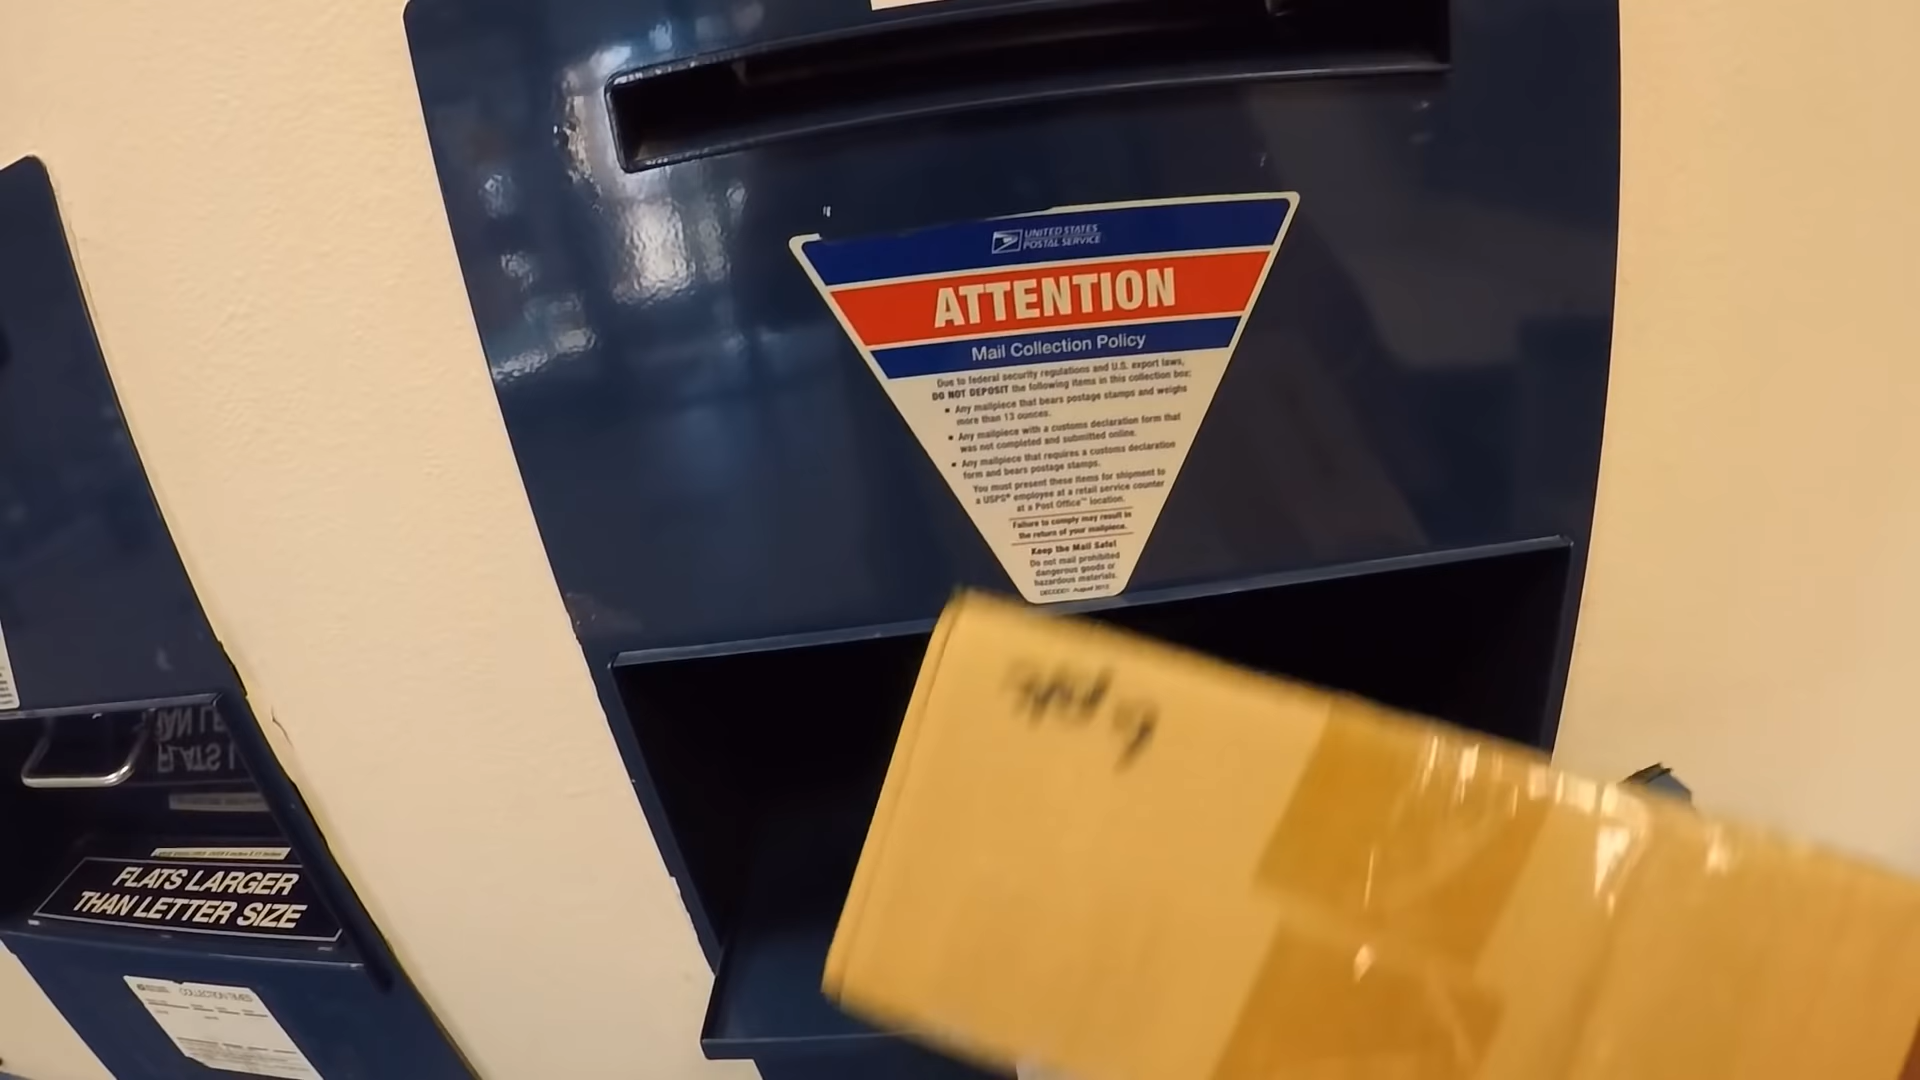 UNITED STATES
POSTAL SERVICE
ATTENTION
Mail Collection Policy
Due to federal security regulations and U.S. export laws,
DO NOT DEPOSIT the following items in this collection box:
▪ Any mailpiece that bears postage stamps and weighs
more than 13 ounces.
▪ Any mailpiece with a customs declaration form that
was not completed and submitted online.
▪ Any mailpiece that requires a customs declaration
form and bears postage stamps.
You must present these items for shipment to
a USPS® employee at a retail service counter
at a Post Office™ location.
Failure to comply may result in
the return of your mailpiece.
Keep the Mail Safe!
Do not mail prohibited
dangerous goods or
hazardous materials.
August 2015
FLATS LARGER
THAN LETTER SIZE
COLLECTION TIMES